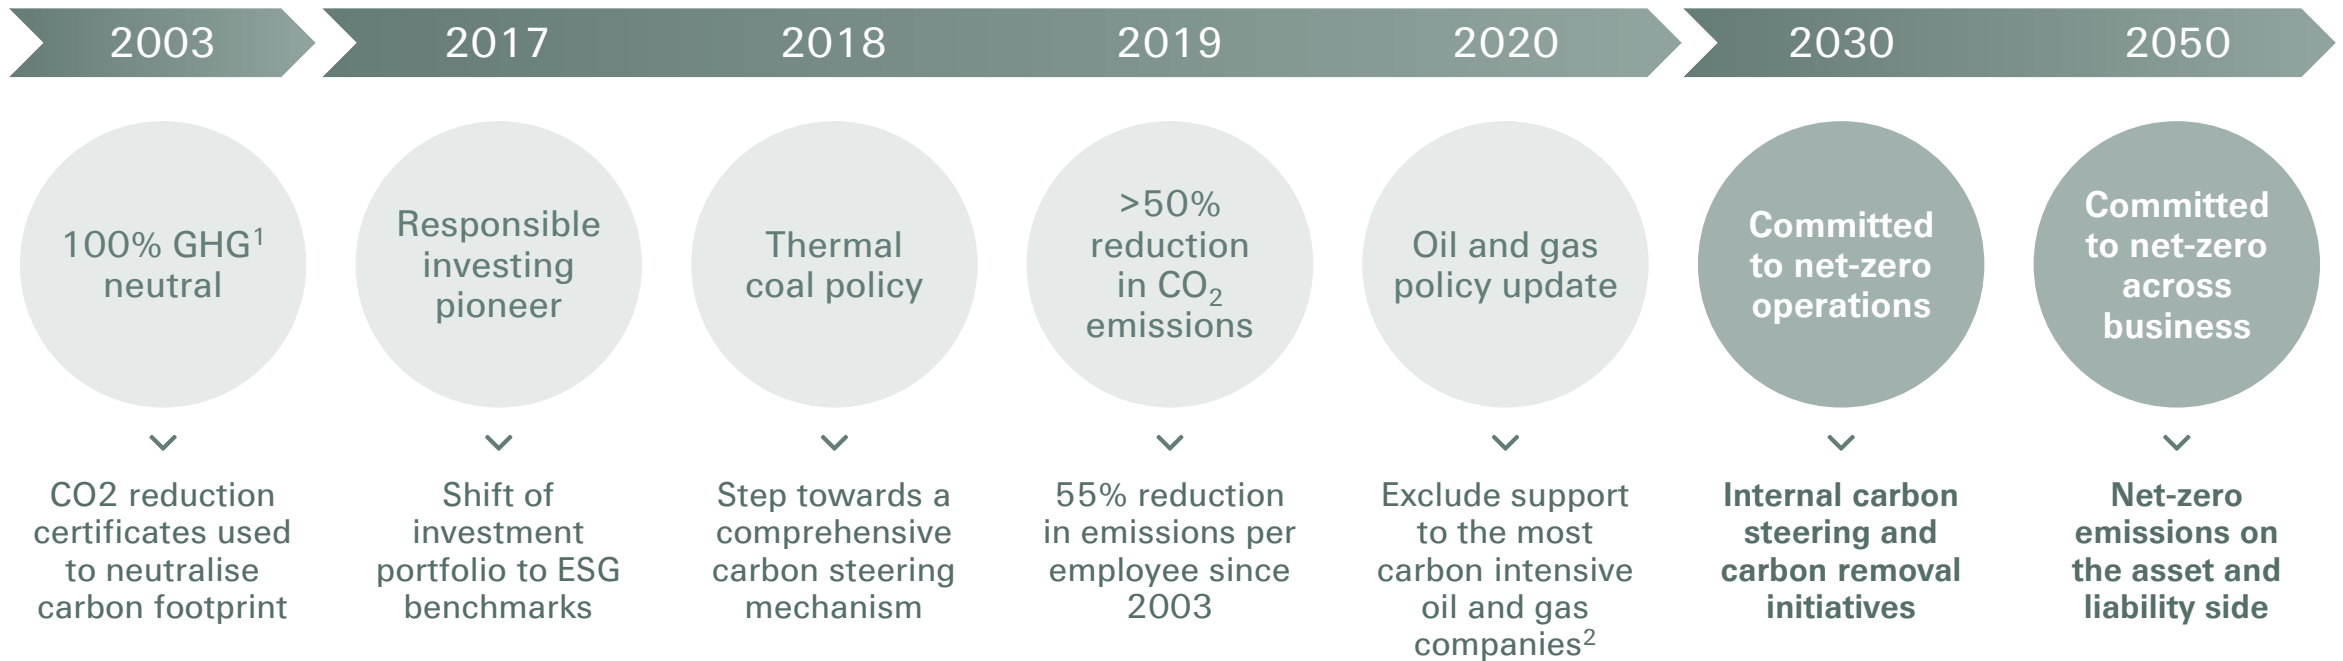 2003
2017
2018
2019
2020
2030
2050
100% GHG¹
neutral
Responsible
investing
pioneer
Thermal
coal policy
>50%
reduction
in CO₂
emissions
Oil and gas
policy update
Committed
to net-zero
operations
Committed
to net-zero
across
business
CO2 reduction
certificates used
to neutralise
carbon footprint
Shift of
investment
portfolio to ESG
benchmarks
Step towards a
comprehensive
carbon steering
mechanism
55% reduction
in emissions per
employee since
2003
Exclude support
to the most
carbon intensive
oil and gas
companies²
Internal carbon
steering and
carbon removal
initiatives
Net-zero
emissions on
the asset and
liability side